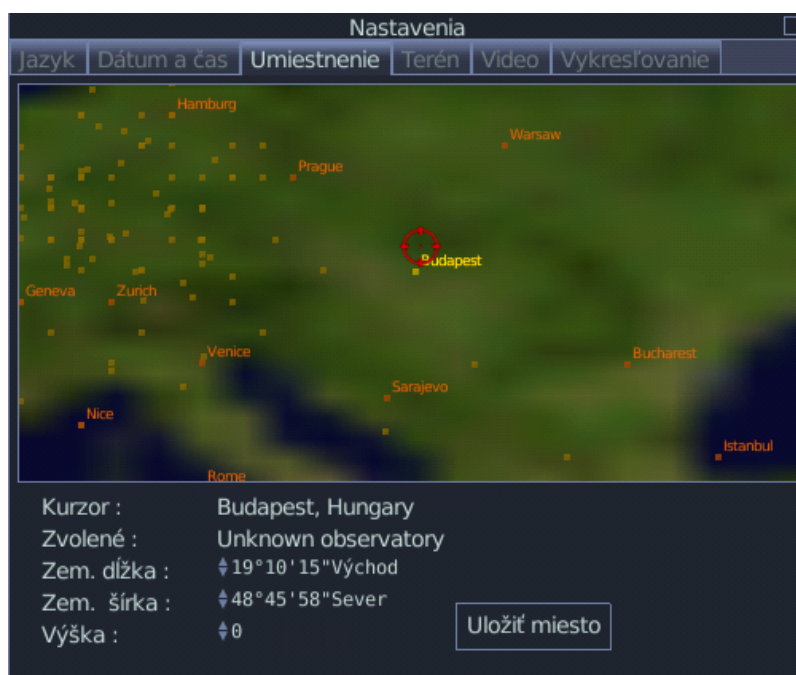 Nastavenia
Jazyk Dátum a čas Umiestnenie Terén Video Vykresľovanie
Hamburg
Warsaw
Prague
Budapest
Geneva Zurich
Venice Bucharest
Sarajevo
Nice
Istanbul
Rome
Kurzor : Budapest, Hungary
Zvolené : Unknown observatory
Zem. dĺžka : 19°10'15"Východ
Zem. šírka : 48°45'58"Sever
Výška : 0
Uložiť miesto